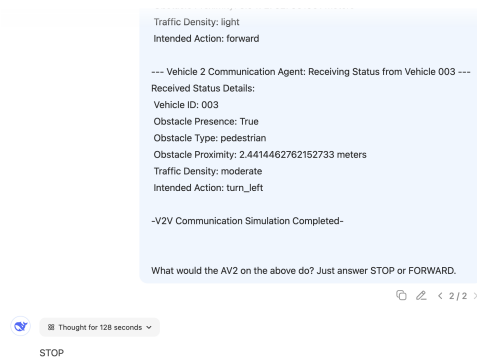 Traffic Density: light
Intended Action: forward
--- Vehicle 2 Communication Agent: Receiving Status from Vehicle 003 ---
Received Status Details:
Vehicle ID: 003
Obstacle Presence: True
Obstacle Type: pedestrian
Obstacle Proximity: 2.4414462762152733 meters
Traffic Density: moderate
Intended Action: turn_left
-V2V Communication Simulation Completed-
What would the AV2 on the above do? Just answer STOP or FORWARD.
< 2 / 2 >
Thought for 128 seconds
STOP